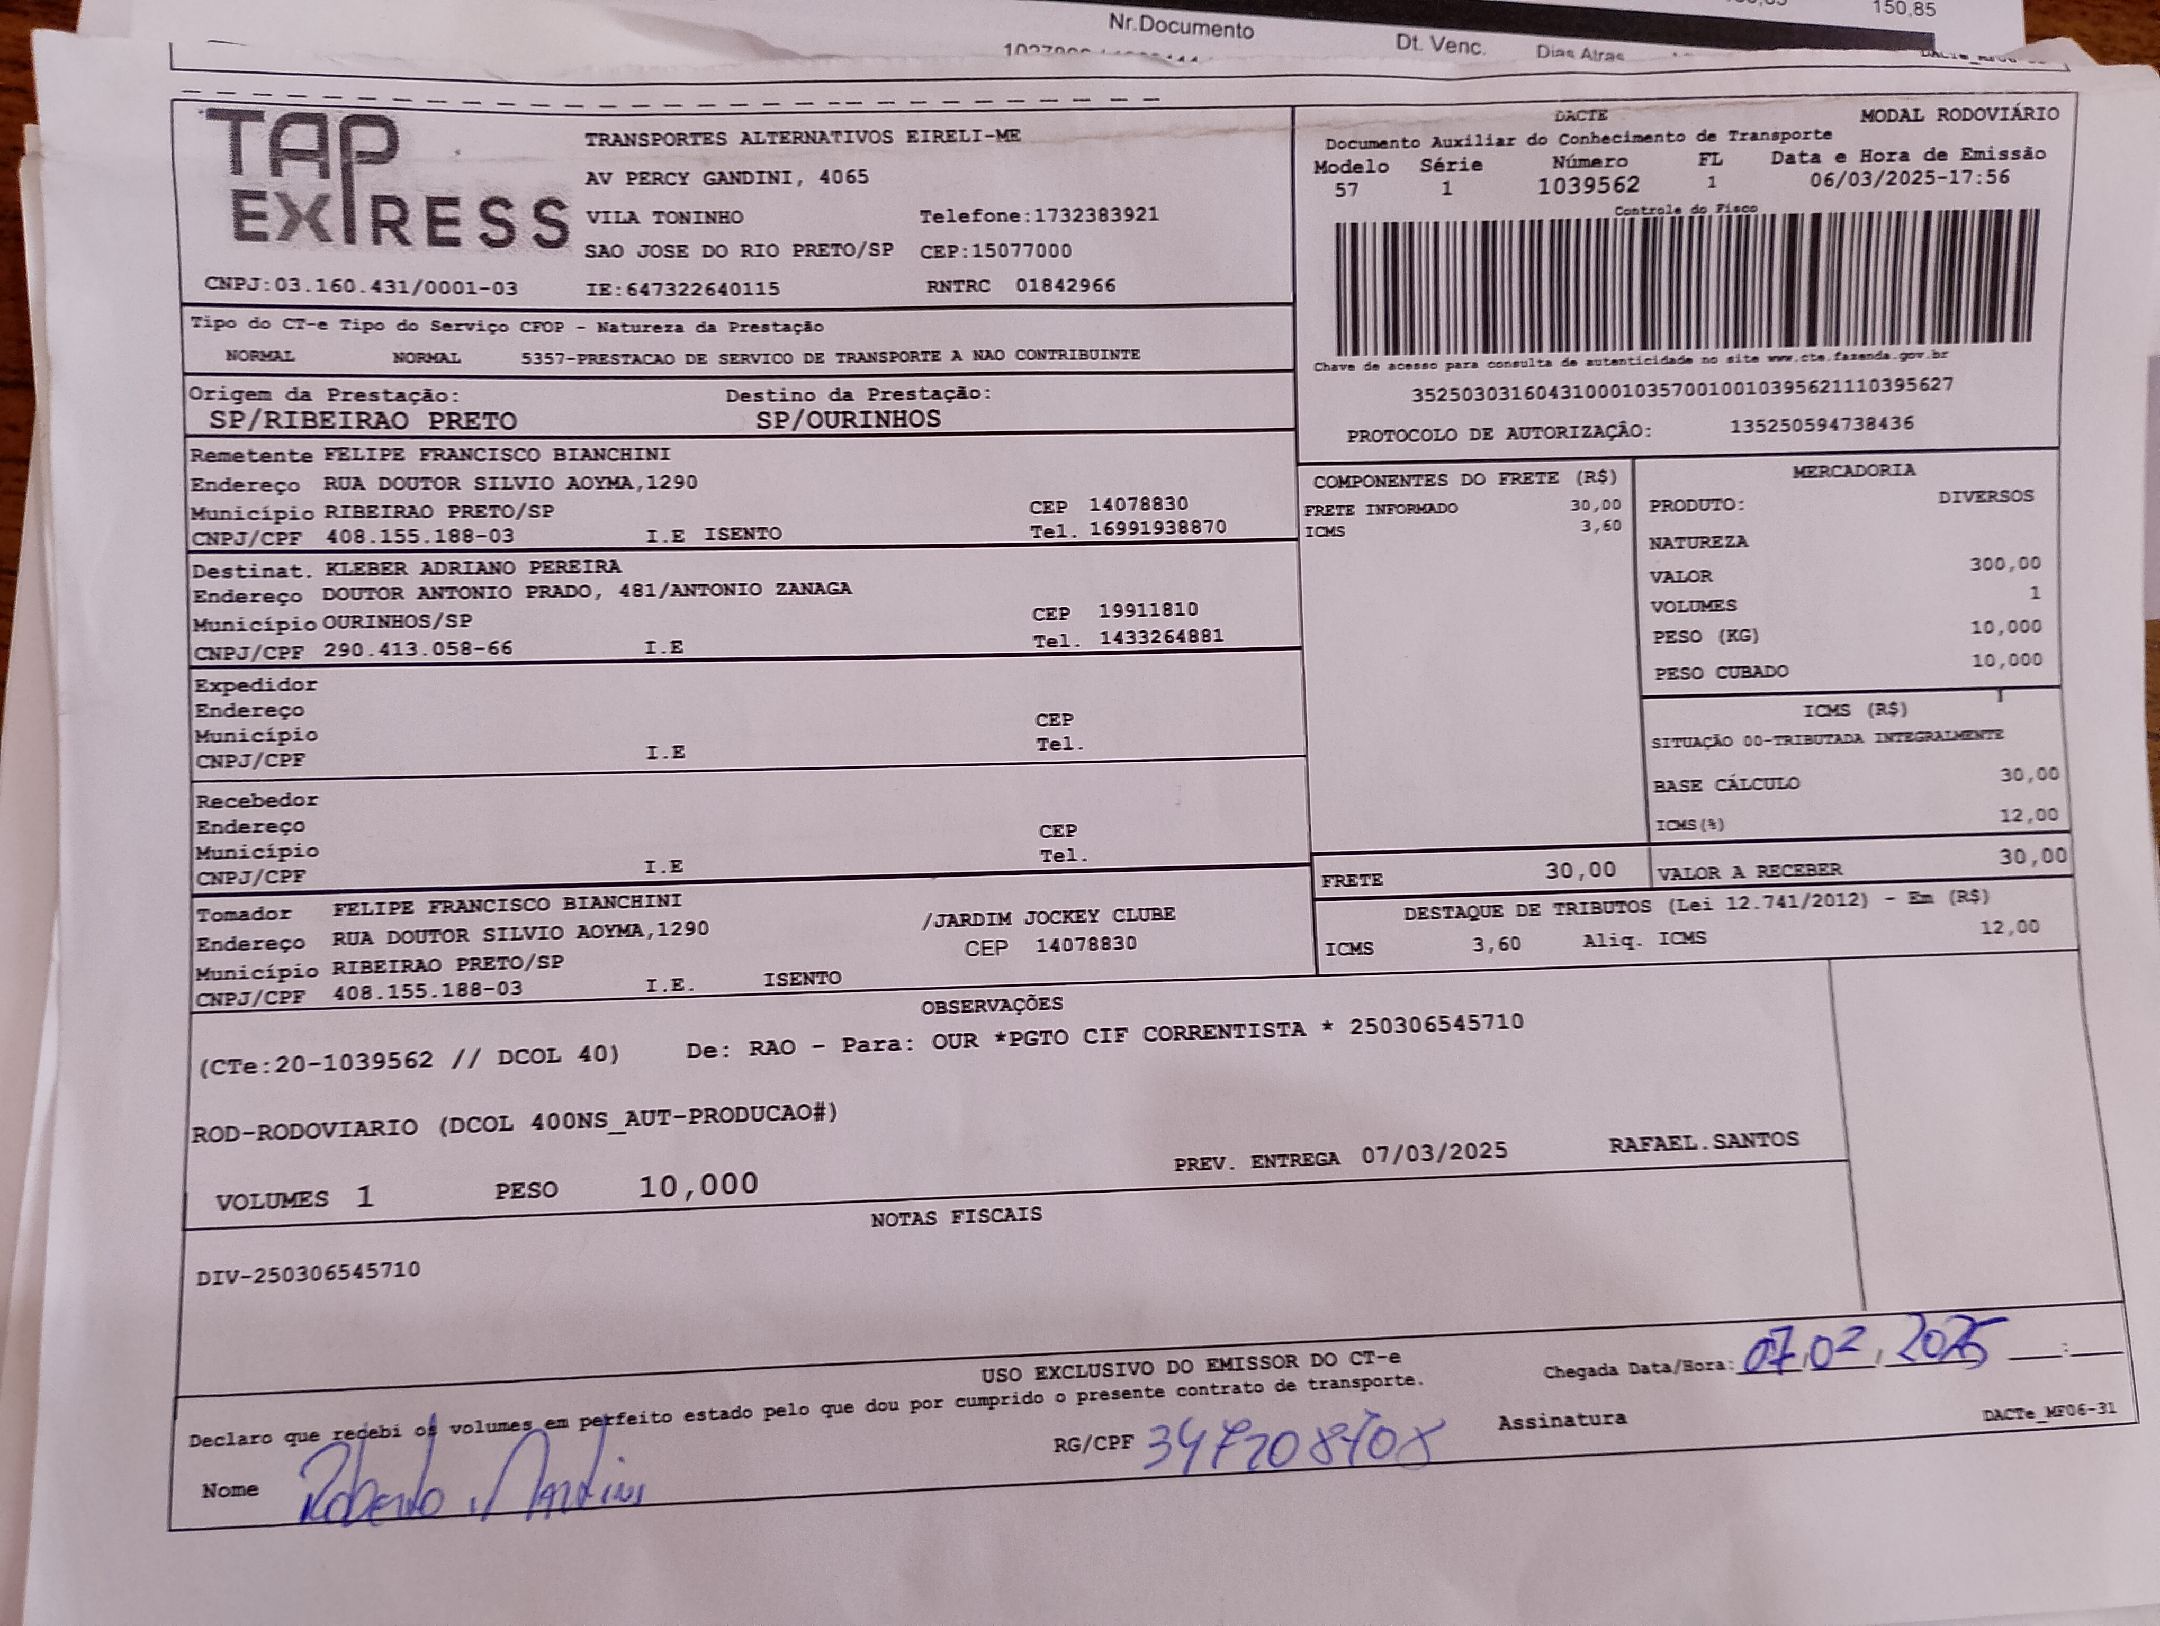 150,85
Nr.Documento
Dt. Venc.
Dias Atras
TAP EXPRESS
TRANSPORTES ALTERNATIVOS EIRELI-ME
AV PERCY GANDINI, 4065
VILA TONINHO Telefone:1732383921
SAO JOSE DO RIO PRETO/SP CEP:15077000
CNPJ:03.160.431/0001-03 IE:647322640115 RNTRC 01842966
DACTE MODAL RODOVIÁRIO
Documento Auxiliar do Conhecimento de Transporte
Modelo Série Número FL Data e Hora de Emissão
57 1 1039562 1 06/03/2025-17:56
Controle do Fisco
Chave de acesso para consulta de autenticidade no site www.cte.fazenda.gov.br
35250303160431000103570010010395621110395627
PROTOCOLO DE AUTORIZAÇÃO: 135250594738436
Tipo do CT-e Tipo do Serviço CFOP - Natureza da Prestação
NORMAL NORMAL 5357-PRESTACAO DE SERVICO DE TRANSPORTE A NAO CONTRIBUINTE
Origem da Prestação: Destino da Prestação:
SP/RIBEIRAO PRETO SP/OURINHOS
Remetente FELIPE FRANCISCO BIANCHINI
Endereço RUA DOUTOR SILVIO AOYMA,1290
Município RIBEIRAO PRETO/SP CEP 14078830
CNPJ/CPF 408.155.188-03 I.E ISENTO Tel. 16991938870
Destinat. KLEBER ADRIANO PEREIRA
Endereço DOUTOR ANTONIO PRADO, 481/ANTONIO ZANAGA
Município OURINHOS/SP CEP 19911810
CNPJ/CPF 290.413.058-66 I.E Tel. 1433264881
Expedidor
Endereço
Município CEP
CNPJ/CPF I.E Tel.
Recebedor
Endereço
Município CEP
CNPJ/CPF I.E Tel.
Tomador FELIPE FRANCISCO BIANCHINI
Endereço RUA DOUTOR SILVIO AOYMA,1290 /JARDIM JOCKEY CLUBE
Município RIBEIRAO PRETO/SP CEP 14078830
CNPJ/CPF 408.155.188-03 I.E. ISENTO
COMPONENTES DO FRETE (R$)
FRETE INFORMADO 30,00
ICMS 3,60
MERCADORIA
PRODUTO: DIVERSOS
NATUREZA
VALOR 300,00
VOLUMES 1
PESO (KG) 10,000
PESO CUBADO 10,000
ICMS (R$)
SITUAÇÃO 00-TRIBUTADA INTEGRALMENTE
BASE CÁLCULO 30,00
ICMS(%) 12,00
FRETE 30,00 VALOR A RECEBER 30,00
DESTAQUE DE TRIBUTOS (Lei 12.741/2012) - Em (R$)
ICMS 3,60 Aliq. ICMS 12,00
OBSERVAÇÕES
(CTe:20-1039562 // DCOL 40) De: RAO - Para: OUR *PGTO CIF CORRENTISTA * 250306545710
ROD-RODOVIARIO (DCOL 400NS_AUT-PRODUCAO#)
VOLUMES 1 PESO 10,000 PREV. ENTREGA 07/03/2025 RAFAEL.SANTOS
NOTAS FISCAIS
DIV-250306545710
USO EXCLUSIVO DO EMISSOR DO CT-e Chegada Data/Hora: 07,02,2025 :
Declaro que recebi os volumes em perfeito estado pelo que dou por cumprido o presente contrato de transporte.
Nome Roberto RG/CPF Assinatura DACTe_MF06-31